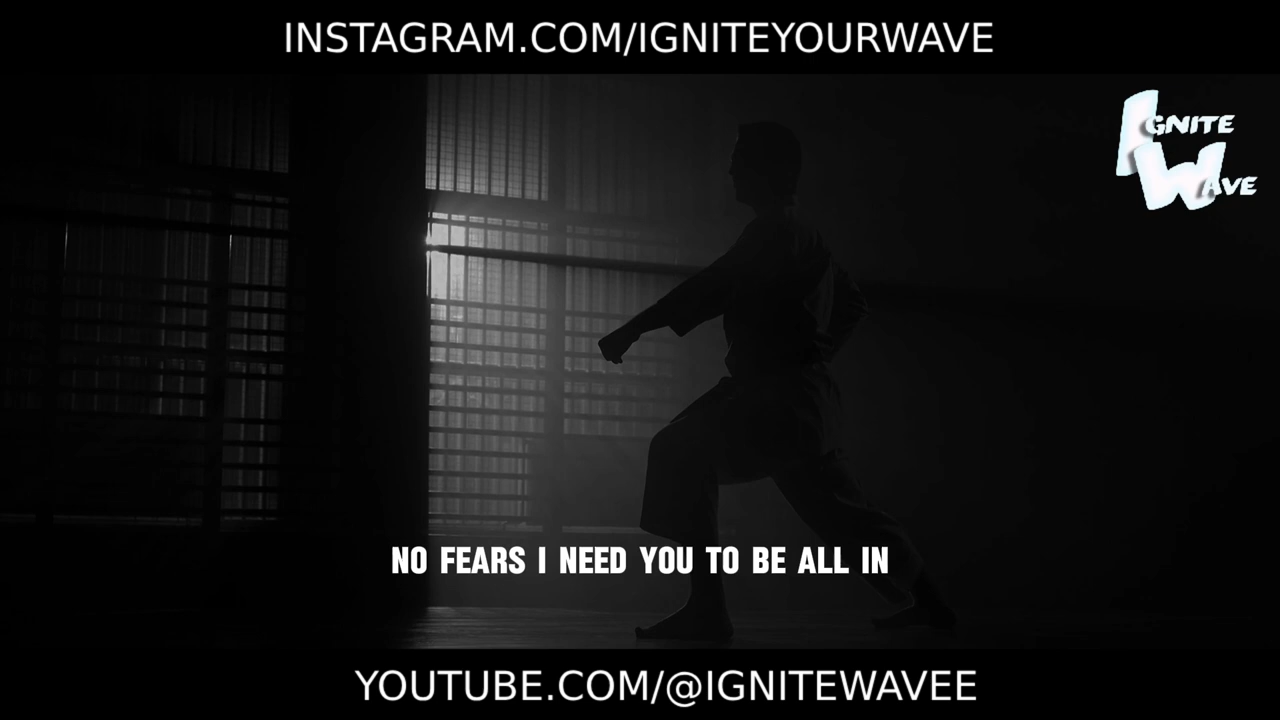 INSTAGRAM.COM/IGNITEYOURWAVE
IGNITE
WAVE
NO FEARS I NEED YOU TO BE ALL IN
YOUTUBE.COM/@IGNITEWAVEE